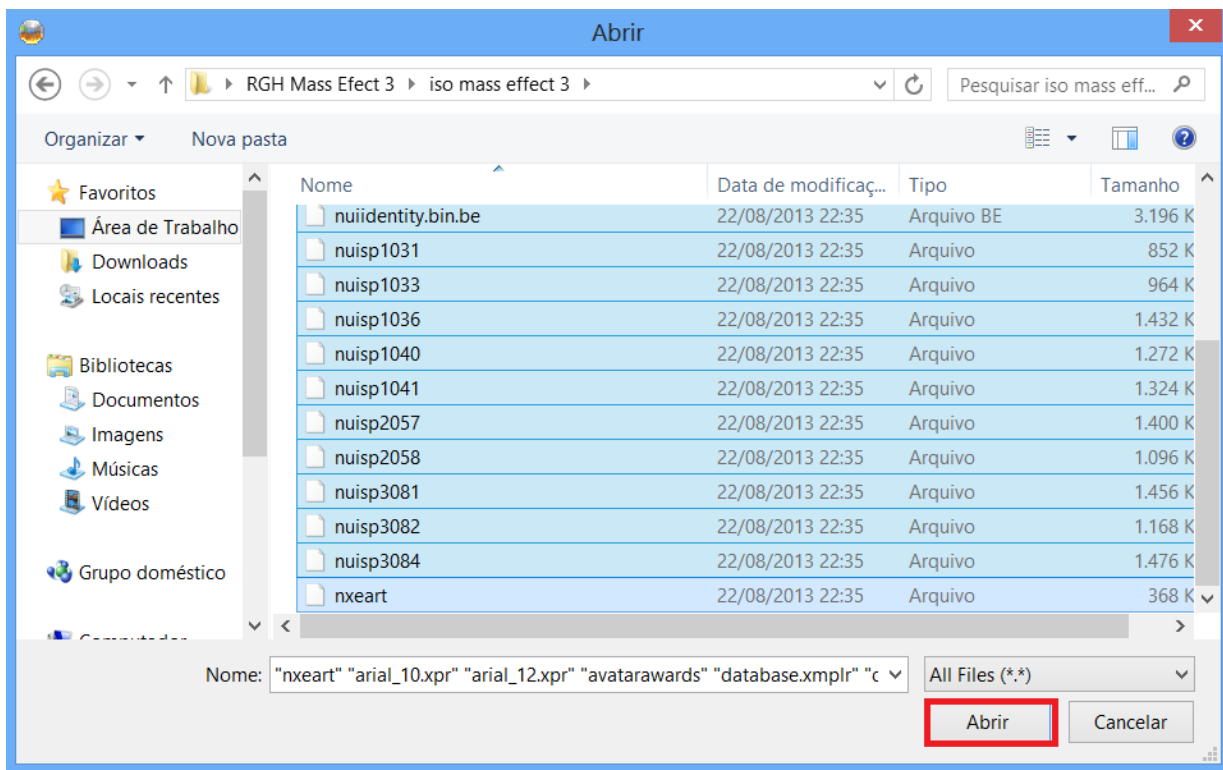 Abrir
RGH Mass Efect 3 iso mass effect 3 Pesquisar iso mass eff...
Organizar Nova pasta
Favoritos
Área de Trabalho
Downloads
Locais recentes
Bibliotecas
Documentos
Imagens
Músicas
Vídeos
Grupo doméstico
Nome Data de modificaç... Tipo Tamanho
nuiidentity.bin.be 22/08/2013 22:35 Arquivo BE 3.196 K
nuisp1031 22/08/2013 22:35 Arquivo 852 K
nuisp1033 22/08/2013 22:35 Arquivo 964 K
nuisp1036 22/08/2013 22:35 Arquivo 1.432 K
nuisp1040 22/08/2013 22:35 Arquivo 1.272 K
nuisp1041 22/08/2013 22:35 Arquivo 1.324 K
nuisp2057 22/08/2013 22:35 Arquivo 1.400 K
nuisp2058 22/08/2013 22:35 Arquivo 1.096 K
nuisp3081 22/08/2013 22:35 Arquivo 1.456 K
nuisp3082 22/08/2013 22:35 Arquivo 1.168 K
nuisp3084 22/08/2013 22:35 Arquivo 1.476 K
nxeart 22/08/2013 22:35 Arquivo 368 K
Nome: "nxeart" "arial_10.xpr" "arial_12.xpr" "avatarawards" "database.xmplr" "c All Files (*.*)
Abrir Cancelar